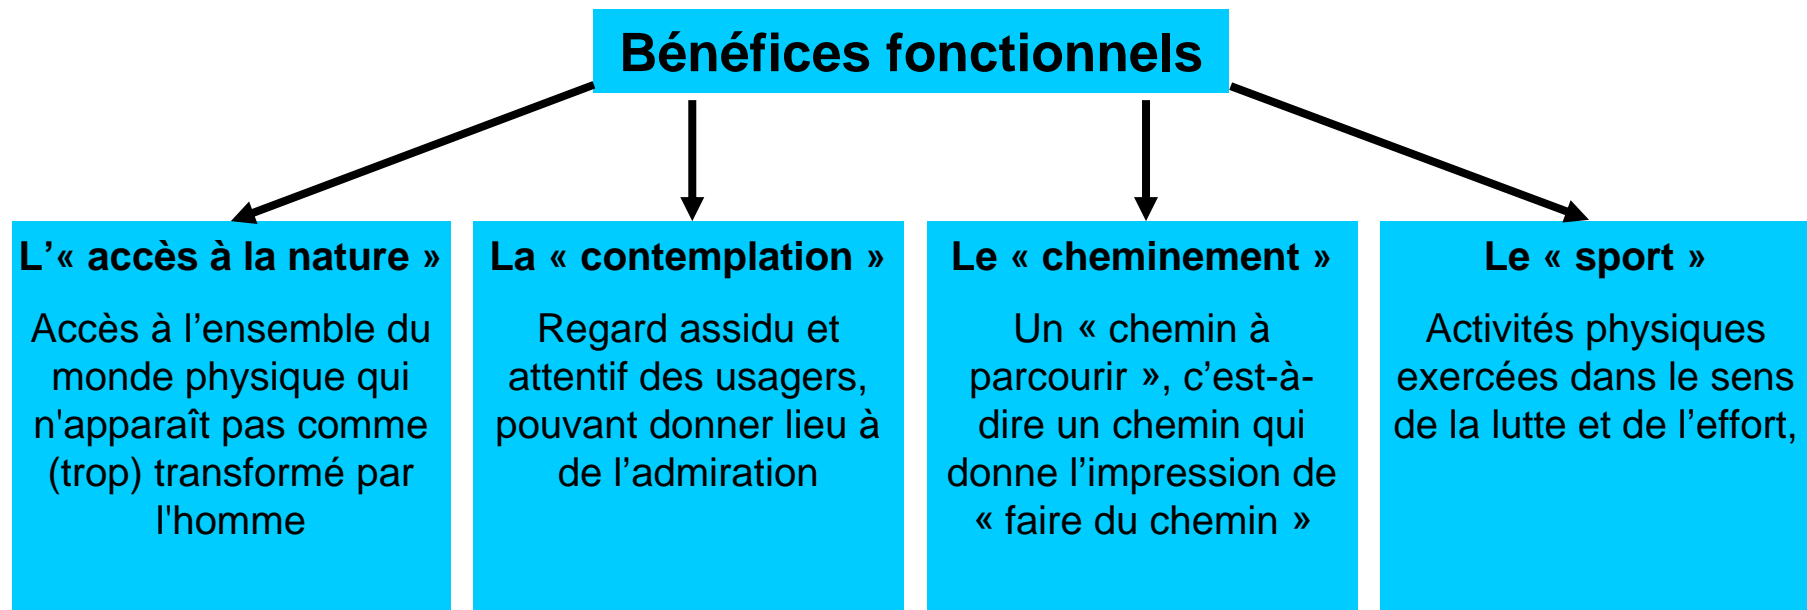 Bénéfices fonctionnels
L’« accès à la nature »
Accès à l’ensemble du
monde physique qui
n'apparaît pas comme
(trop) transformé par
l'homme
La « contemplation »
Regard assidu et
attentif des usagers,
pouvant donner lieu à
de l’admiration
Le « cheminement »
Un « chemin à
parcourir », c’est-à-
dire un chemin qui
donne l’impression de
« faire du chemin »
Le « sport »
Activités physiques
exercées dans le sens
de la lutte et de l’effort,